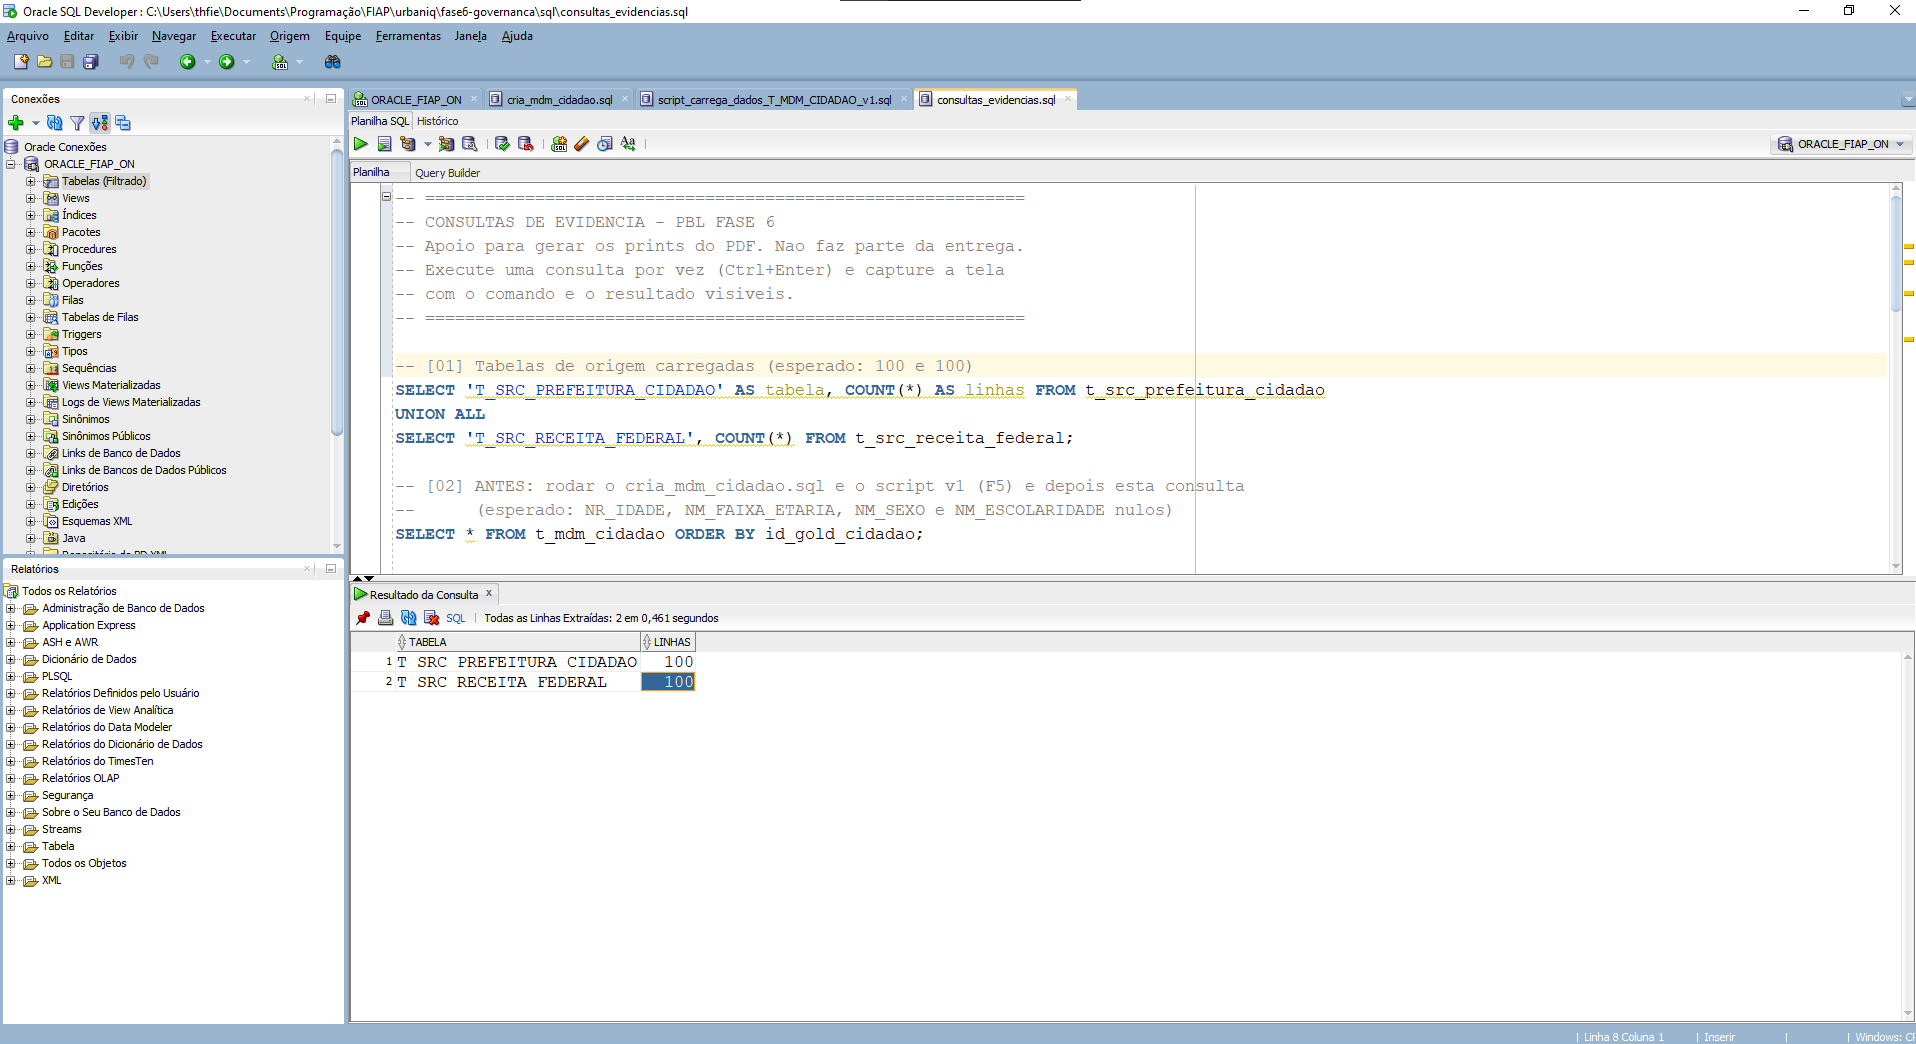 Oracle SQL Developer : C:\Users\thfie\Documents\Programação\FIAP\urbaniq\fase6-governanca\sql\consultas_evidencias.sql
Arquivo Editar Exibir Navegar Executar Origem Equipe Ferramentas Janela Ajuda
Conexões
Oracle Conexões
ORACLE_FIAP_ON
Tabelas (Filtrado)
Views
Índices
Pacotes
Procedures
Funções
Operadores
Filas
Tabelas de Filas
Triggers
Tipos
Sequências
Views Materializadas
Logs de Views Materializadas
Sinônimos
Sinônimos Públicos
Links de Banco de Dados
Links de Bancos de Dados Públicos
Diretórios
Edições
Esquemas XML
Java
Relatórios
Todos os Relatórios
Administração de Banco de Dados
Application Express
ASH e AWR
Dicionário de Dados
PLSQL
Relatórios Definidos pelo Usuário
Relatórios de View Analítica
Relatórios do Data Modeler
Relatórios do Dicionário de Dados
Relatórios do TimesTen
Relatórios OLAP
Segurança
Sobre o Seu Banco de Dados
Streams
Tabela
Todos os Objetos
XML
ORACLE_FIAP_ON cria_mdm_cidadao.sql script_carrega_dados_T_MDM_CIDADAO_v1.sql consultas_evidencias.sql
Planilha SQL Histórico
ORACLE_FIAP_ON
Planilha Query Builder
-- ============================================================
-- CONSULTAS DE EVIDENCIA - PBL FASE 6
-- Apoio para gerar os prints do PDF. Nao faz parte da entrega.
-- Execute uma consulta por vez (Ctrl+Enter) e capture a tela
-- com o comando e o resultado visiveis.
-- ============================================================
-- [01] Tabelas de origem carregadas (esperado: 100 e 100)
SELECT 'T_SRC_PREFEITURA_CIDADAO' AS tabela, COUNT(*) AS linhas FROM t_src_prefeitura_cidadao
UNION ALL
SELECT 'T_SRC_RECEITA_FEDERAL', COUNT(*) FROM t_src_receita_federal;
-- [02] ANTES: rodar o cria_mdm_cidadao.sql e o script v1 (F5) e depois esta consulta
-- (esperado: NR_IDADE, NM_FAIXA_ETARIA, NM_SEXO e NM_ESCOLARIDADE nulos)
SELECT * FROM t_mdm_cidadao ORDER BY id_gold_cidadao;
Resultado da Consulta
SQL Todas as Linhas Extraídas: 2 em 0,461 segundos
TABELA LINHAS
1 T_SRC_PREFEITURA_CIDADAO 100
2 T_SRC_RECEITA_FEDERAL 100
Linha 8 Coluna 1 Inserir Windows: